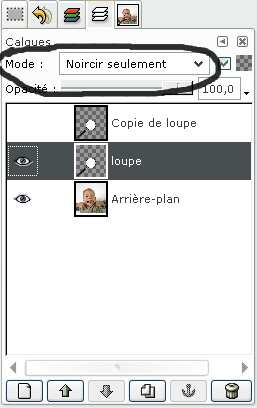 Calques
Mode : Noircir seulement
Opacité : 100,0
Copie de loupe
loupe
Arrière-plan